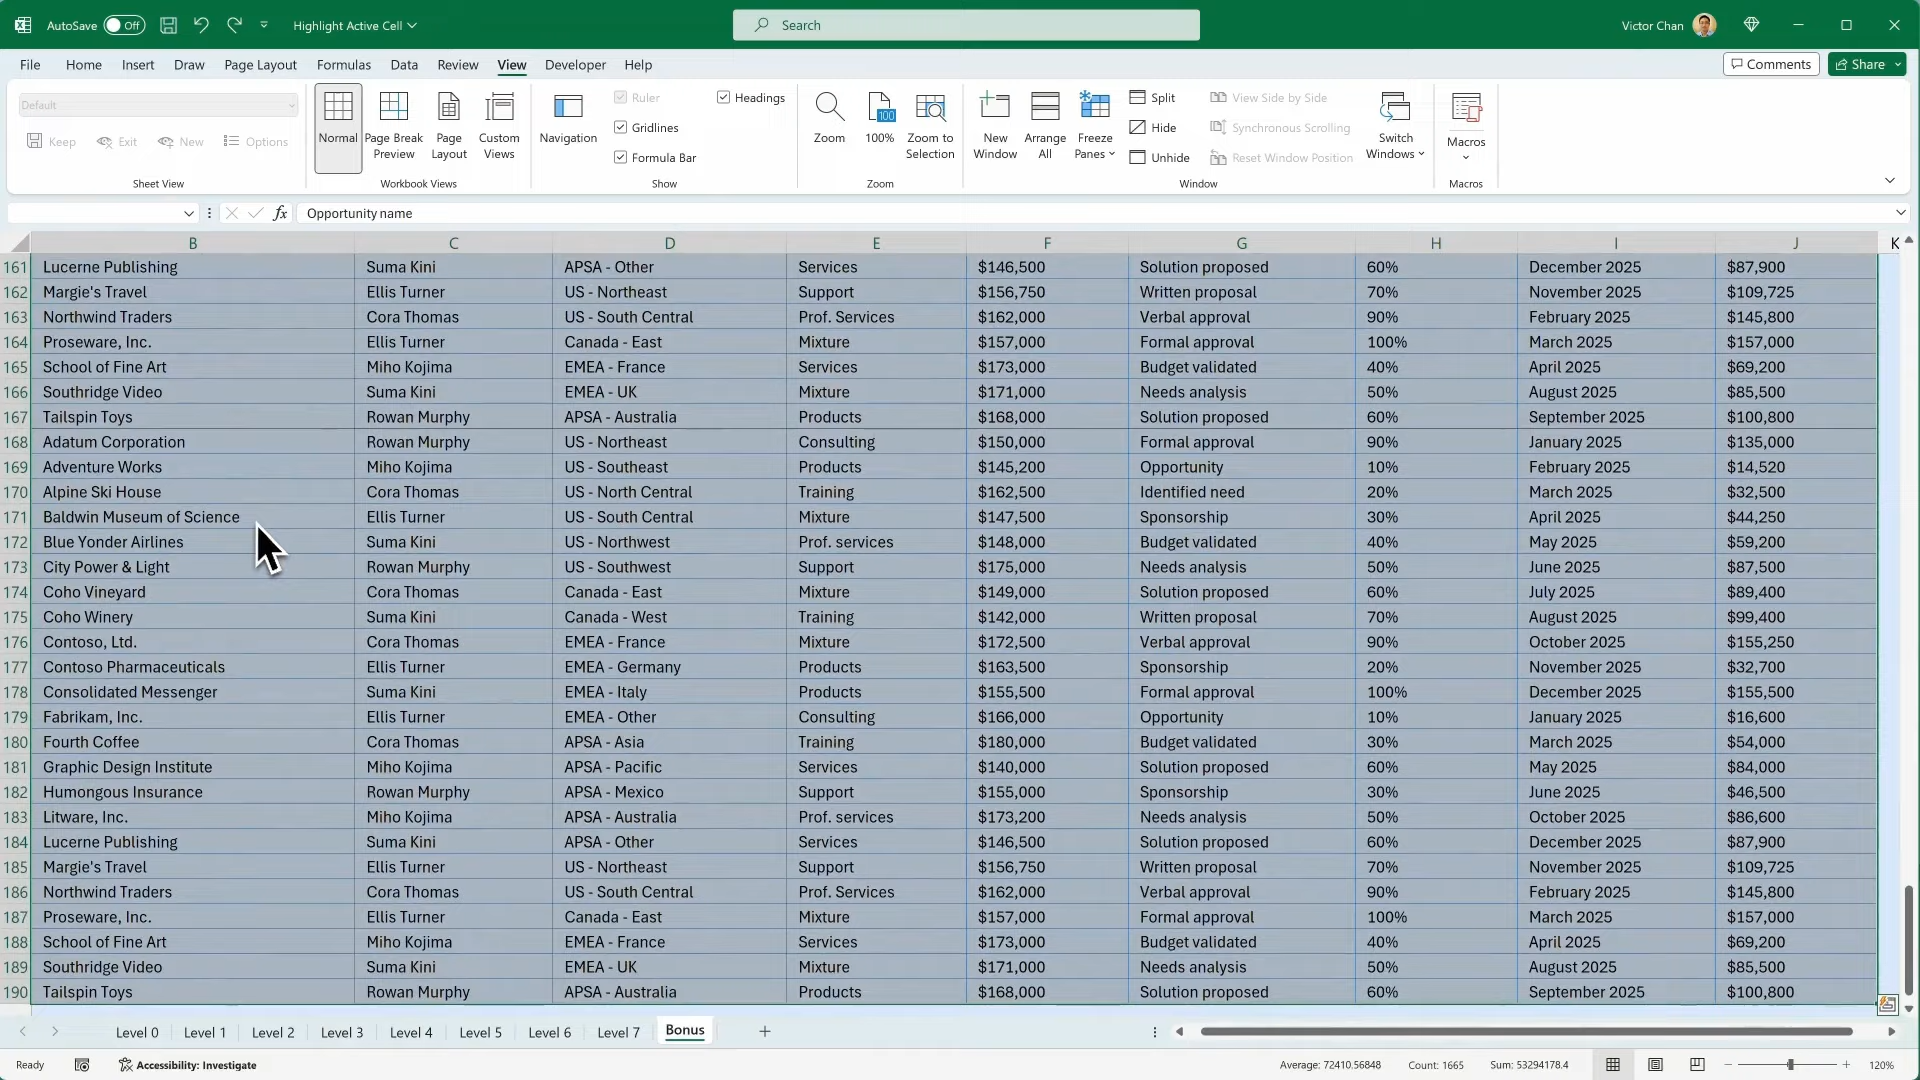 AutoSave Off Highlight Active Cell Search Victor Chan
File Home Insert Draw Page Layout Formulas Data Review View Developer Help Comments Share
Default
Keep Exit New Options
Sheet View
Normal Page Break Preview Page Layout Custom Views
Workbook Views
Navigation
Ruler
Gridlines
Formula Bar
Headings
Show
Zoom 100 100% Zoom to Selection
Zoom
New Window Arrange All Freeze Panes
Split
Hide
Unhide
View Side by Side
Synchronous Scrolling
Reset Window Position
Switch Windows
Window
Macros
Macros
fx Opportunity name
B C D E F G H I J K
161 Lucerne Publishing Suma Kini APSA - Other Services $146,500 Solution proposed 60% December 2025 $87,900
162 Margie's Travel Ellis Turner US - Northeast Support $156,750 Written proposal 70% November 2025 $109,725
163 Northwind Traders Cora Thomas US - South Central Prof. Services $162,000 Verbal approval 90% February 2025 $145,800
164 Proseware, Inc. Ellis Turner Canada - East Mixture $157,000 Formal approval 100% March 2025 $157,000
165 School of Fine Art Miho Kojima EMEA - France Services $173,000 Budget validated 40% April 2025 $69,200
166 Southridge Video Suma Kini EMEA - UK Mixture $171,000 Needs analysis 50% August 2025 $85,500
167 Tailspin Toys Rowan Murphy APSA - Australia Products $168,000 Solution proposed 60% September 2025 $100,800
168 Adatum Corporation Rowan Murphy US - Northeast Consulting $150,000 Formal approval 90% January 2025 $135,000
169 Adventure Works Miho Kojima US - Southeast Products $145,200 Opportunity 10% February 2025 $14,520
170 Alpine Ski House Cora Thomas US - North Central Training $162,500 Identified need 20% March 2025 $32,500
171 Baldwin Museum of Science Ellis Turner US - South Central Mixture $147,500 Sponsorship 30% April 2025 $44,250
172 Blue Yonder Airlines Suma Kini US - Northwest Prof. services $148,000 Budget validated 40% May 2025 $59,200
173 City Power & Light Rowan Murphy US - Southwest Support $175,000 Needs analysis 50% June 2025 $87,500
174 Coho Vineyard Cora Thomas Canada - East Mixture $149,000 Solution proposed 60% July 2025 $89,400
175 Coho Winery Suma Kini Canada - West Training $142,000 Written proposal 70% August 2025 $99,400
176 Contoso, Ltd. Cora Thomas EMEA - France Mixture $172,500 Verbal approval 90% October 2025 $155,250
177 Contoso Pharmaceuticals Ellis Turner EMEA - Germany Products $163,500 Sponsorship 20% November 2025 $32,700
178 Consolidated Messenger Suma Kini EMEA - Italy Products $155,500 Formal approval 100% December 2025 $155,500
179 Fabrikam, Inc. Ellis Turner EMEA - Other Consulting $166,000 Opportunity 10% January 2025 $16,600
180 Fourth Coffee Cora Thomas APSA - Asia Training $180,000 Budget validated 30% March 2025 $54,000
181 Graphic Design Institute Miho Kojima APSA - Pacific Services $140,000 Solution proposed 60% May 2025 $84,000
182 Humongous Insurance Rowan Murphy APSA - Mexico Support $155,000 Sponsorship 30% June 2025 $46,500
183 Litware, Inc. Miho Kojima APSA - Australia Prof. services $173,200 Needs analysis 50% October 2025 $86,600
184 Lucerne Publishing Suma Kini APSA - Other Services $146,500 Solution proposed 60% December 2025 $87,900
185 Margie's Travel Ellis Turner US - Northeast Support $156,750 Written proposal 70% November 2025 $109,725
186 Northwind Traders Cora Thomas US - South Central Prof. Services $162,000 Verbal approval 90% February 2025 $145,800
187 Proseware, Inc. Ellis Turner Canada - East Mixture $157,000 Formal approval 100% March 2025 $157,000
188 School of Fine Art Miho Kojima EMEA - France Services $173,000 Budget validated 40% April 2025 $69,200
189 Southridge Video Suma Kini EMEA - UK Mixture $171,000 Needs analysis 50% August 2025 $85,500
190 Tailspin Toys Rowan Murphy APSA - Australia Products $168,000 Solution proposed 60% September 2025 $100,800
Level 0 Level 1 Level 2 Level 3 Level 4 Level 5 Level 6 Level 7 Bonus
Ready Accessibility: Investigate Average: 72410.56848 Count: 1665 Sum: 53294178.4 120%